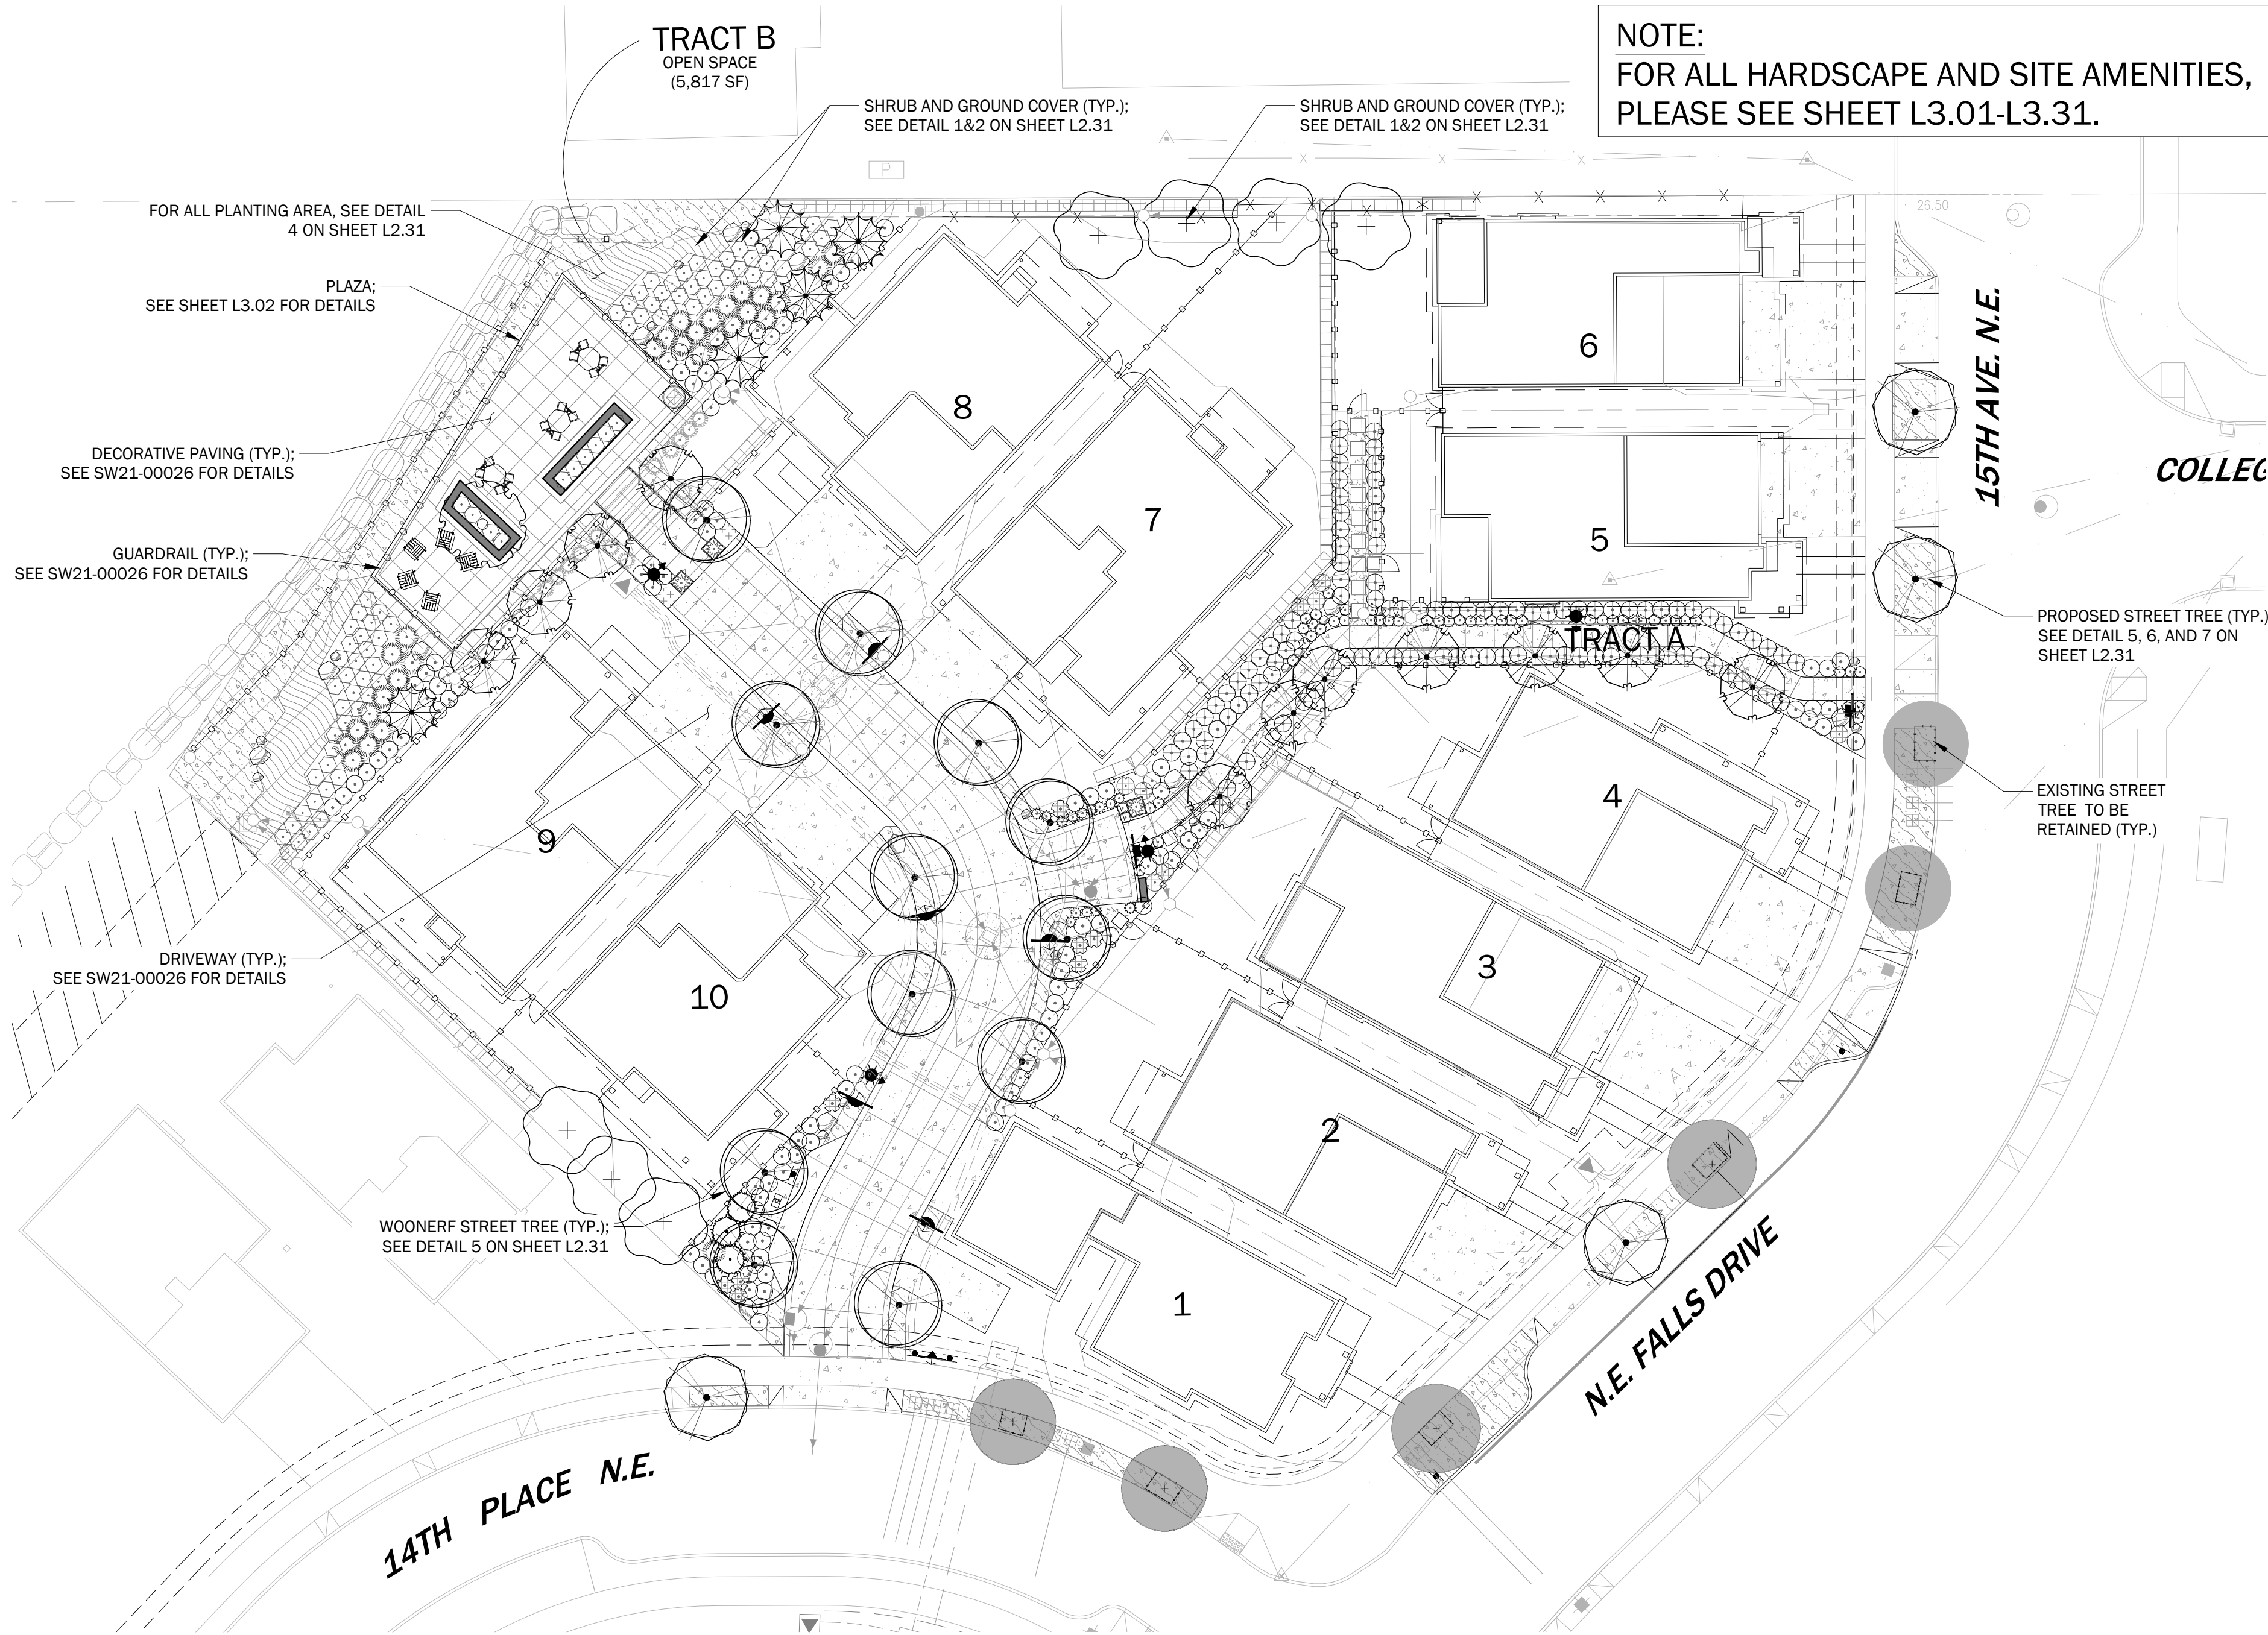 TRACT B
OPEN SPACE
(5,817 SF)
NOTE:
FOR ALL HARDSCAPE AND SITE AMENITIES,
PLEASE SEE SHEET L3.01-L3.31.
SHRUB AND GROUND COVER (TYP.);
SEE DETAIL 1&2 ON SHEET L2.31
SHRUB AND GROUND COVER (TYP.);
SEE DETAIL 1&2 ON SHEET L2.31
P
FOR ALL PLANTING AREA, SEE DETAIL
4 ON SHEET L2.31
26.50
PLAZA;
SEE SHEET L3.02 FOR DETAILS
15TH AVE. N.E.
6
8
DECORATIVE PAVING (TYP.);
SEE SW21-00026 FOR DETAILS
COLLEG
7
5
GUARDRAIL (TYP.);
SEE SW21-00026 FOR DETAILS
TRACT A
PROPOSED STREET TREE (TYP.)
SEE DETAIL 5, 6, AND 7 ON
SHEET L2.31
4
EXISTING STREET
TREE TO BE
RETAINED (TYP.)
9
DRIVEWAY (TYP.);
SEE SW21-00026 FOR DETAILS
3
10
2
WOONERF STREET TREE (TYP.);
SEE DETAIL 5 ON SHEET L2.31
1
N.E. FALLS DRIVE
14TH PLACE N.E.